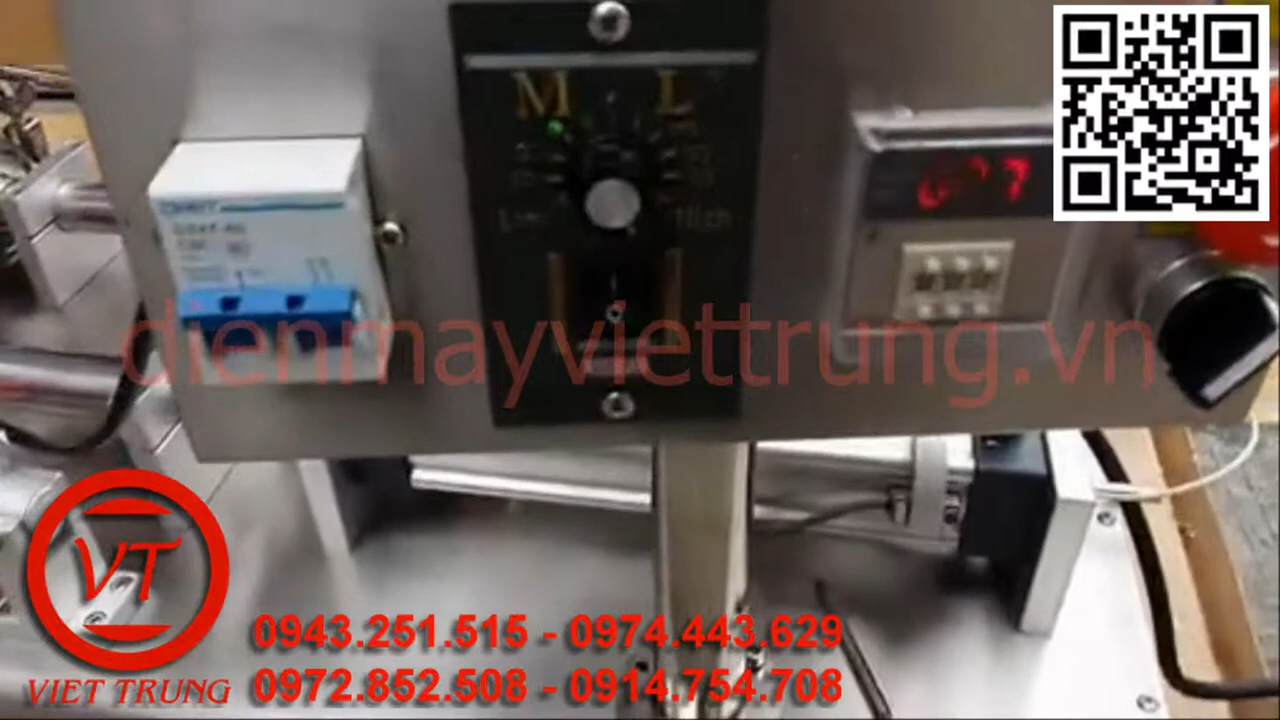 M L
Low High
dienmayviettrung.vn
VT
VIET TRUNG
0943.251.515 - 0974.443.629
0972.852.508 - 0914.754.708